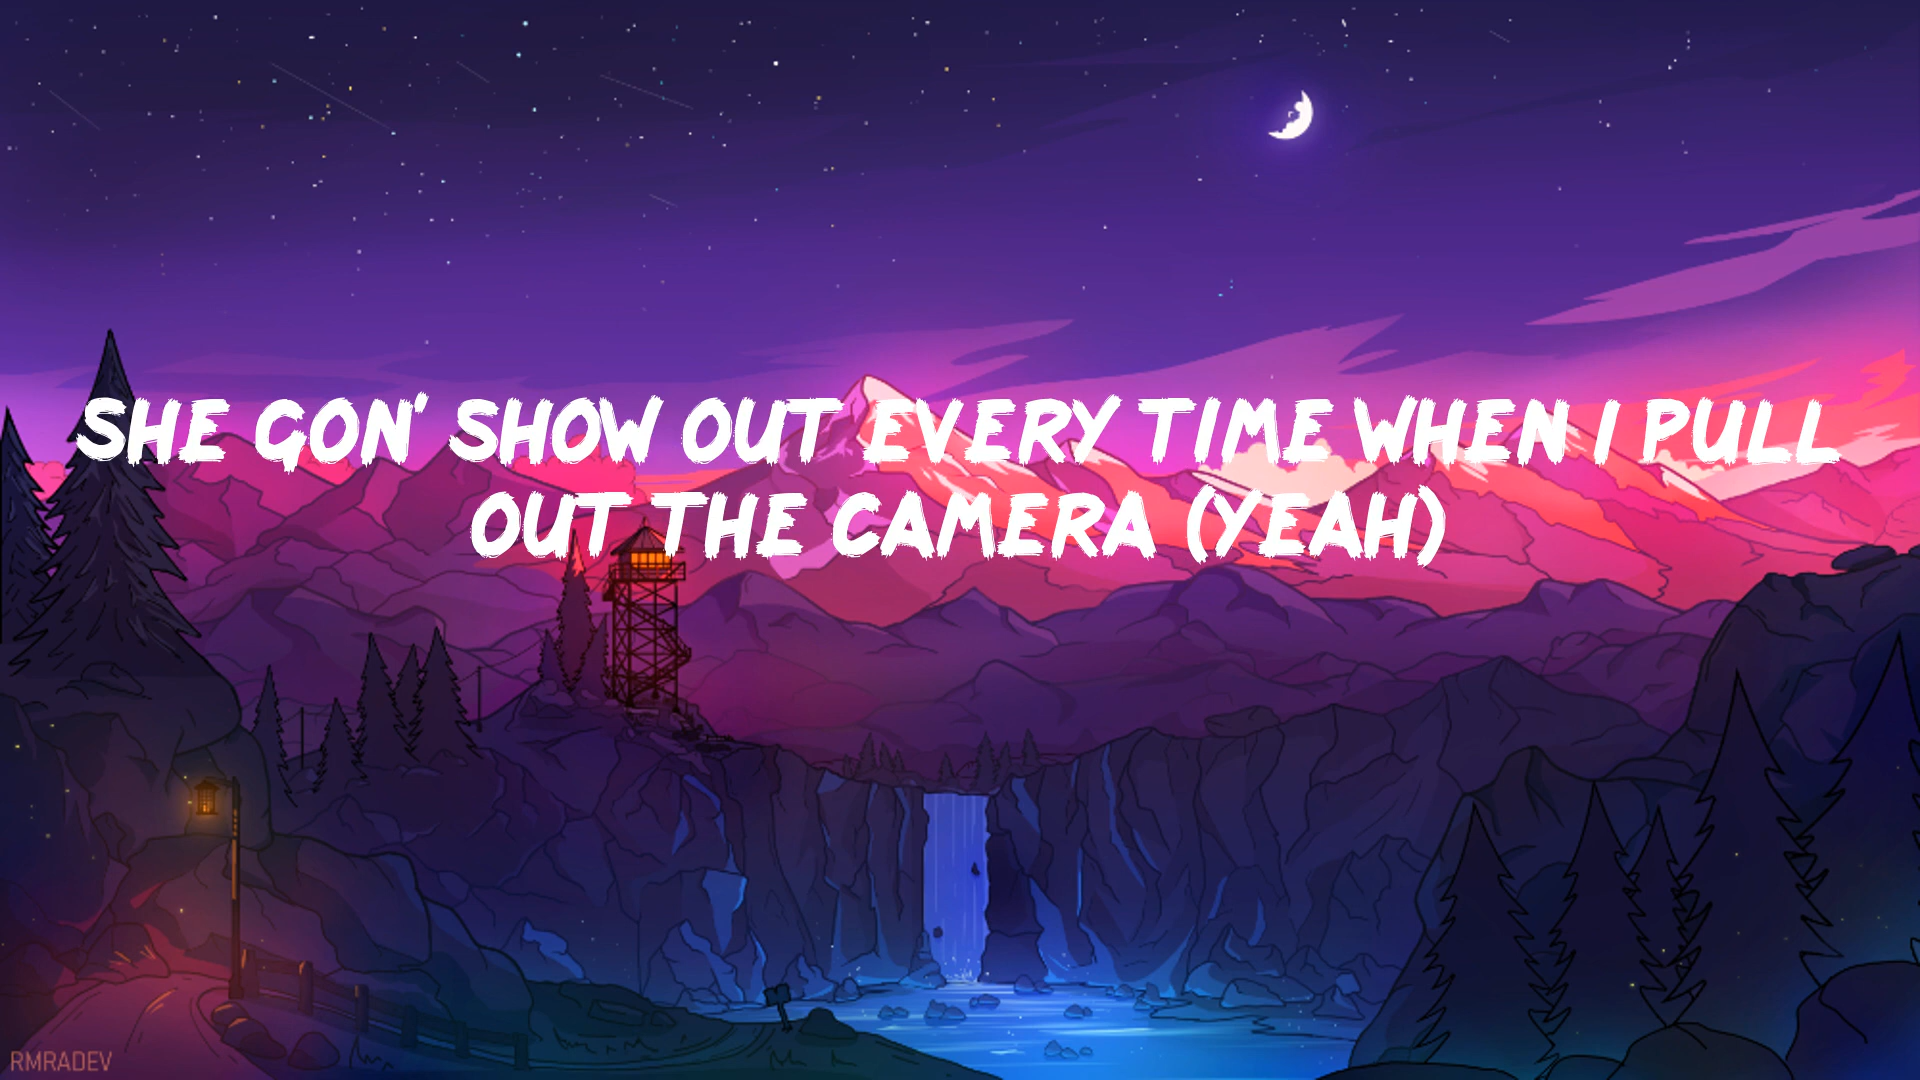 SHE GON' SHOW OUT EVERY TIME WHEN I PULL
OUT THE CAMERA (YEAH)
RMRADEV